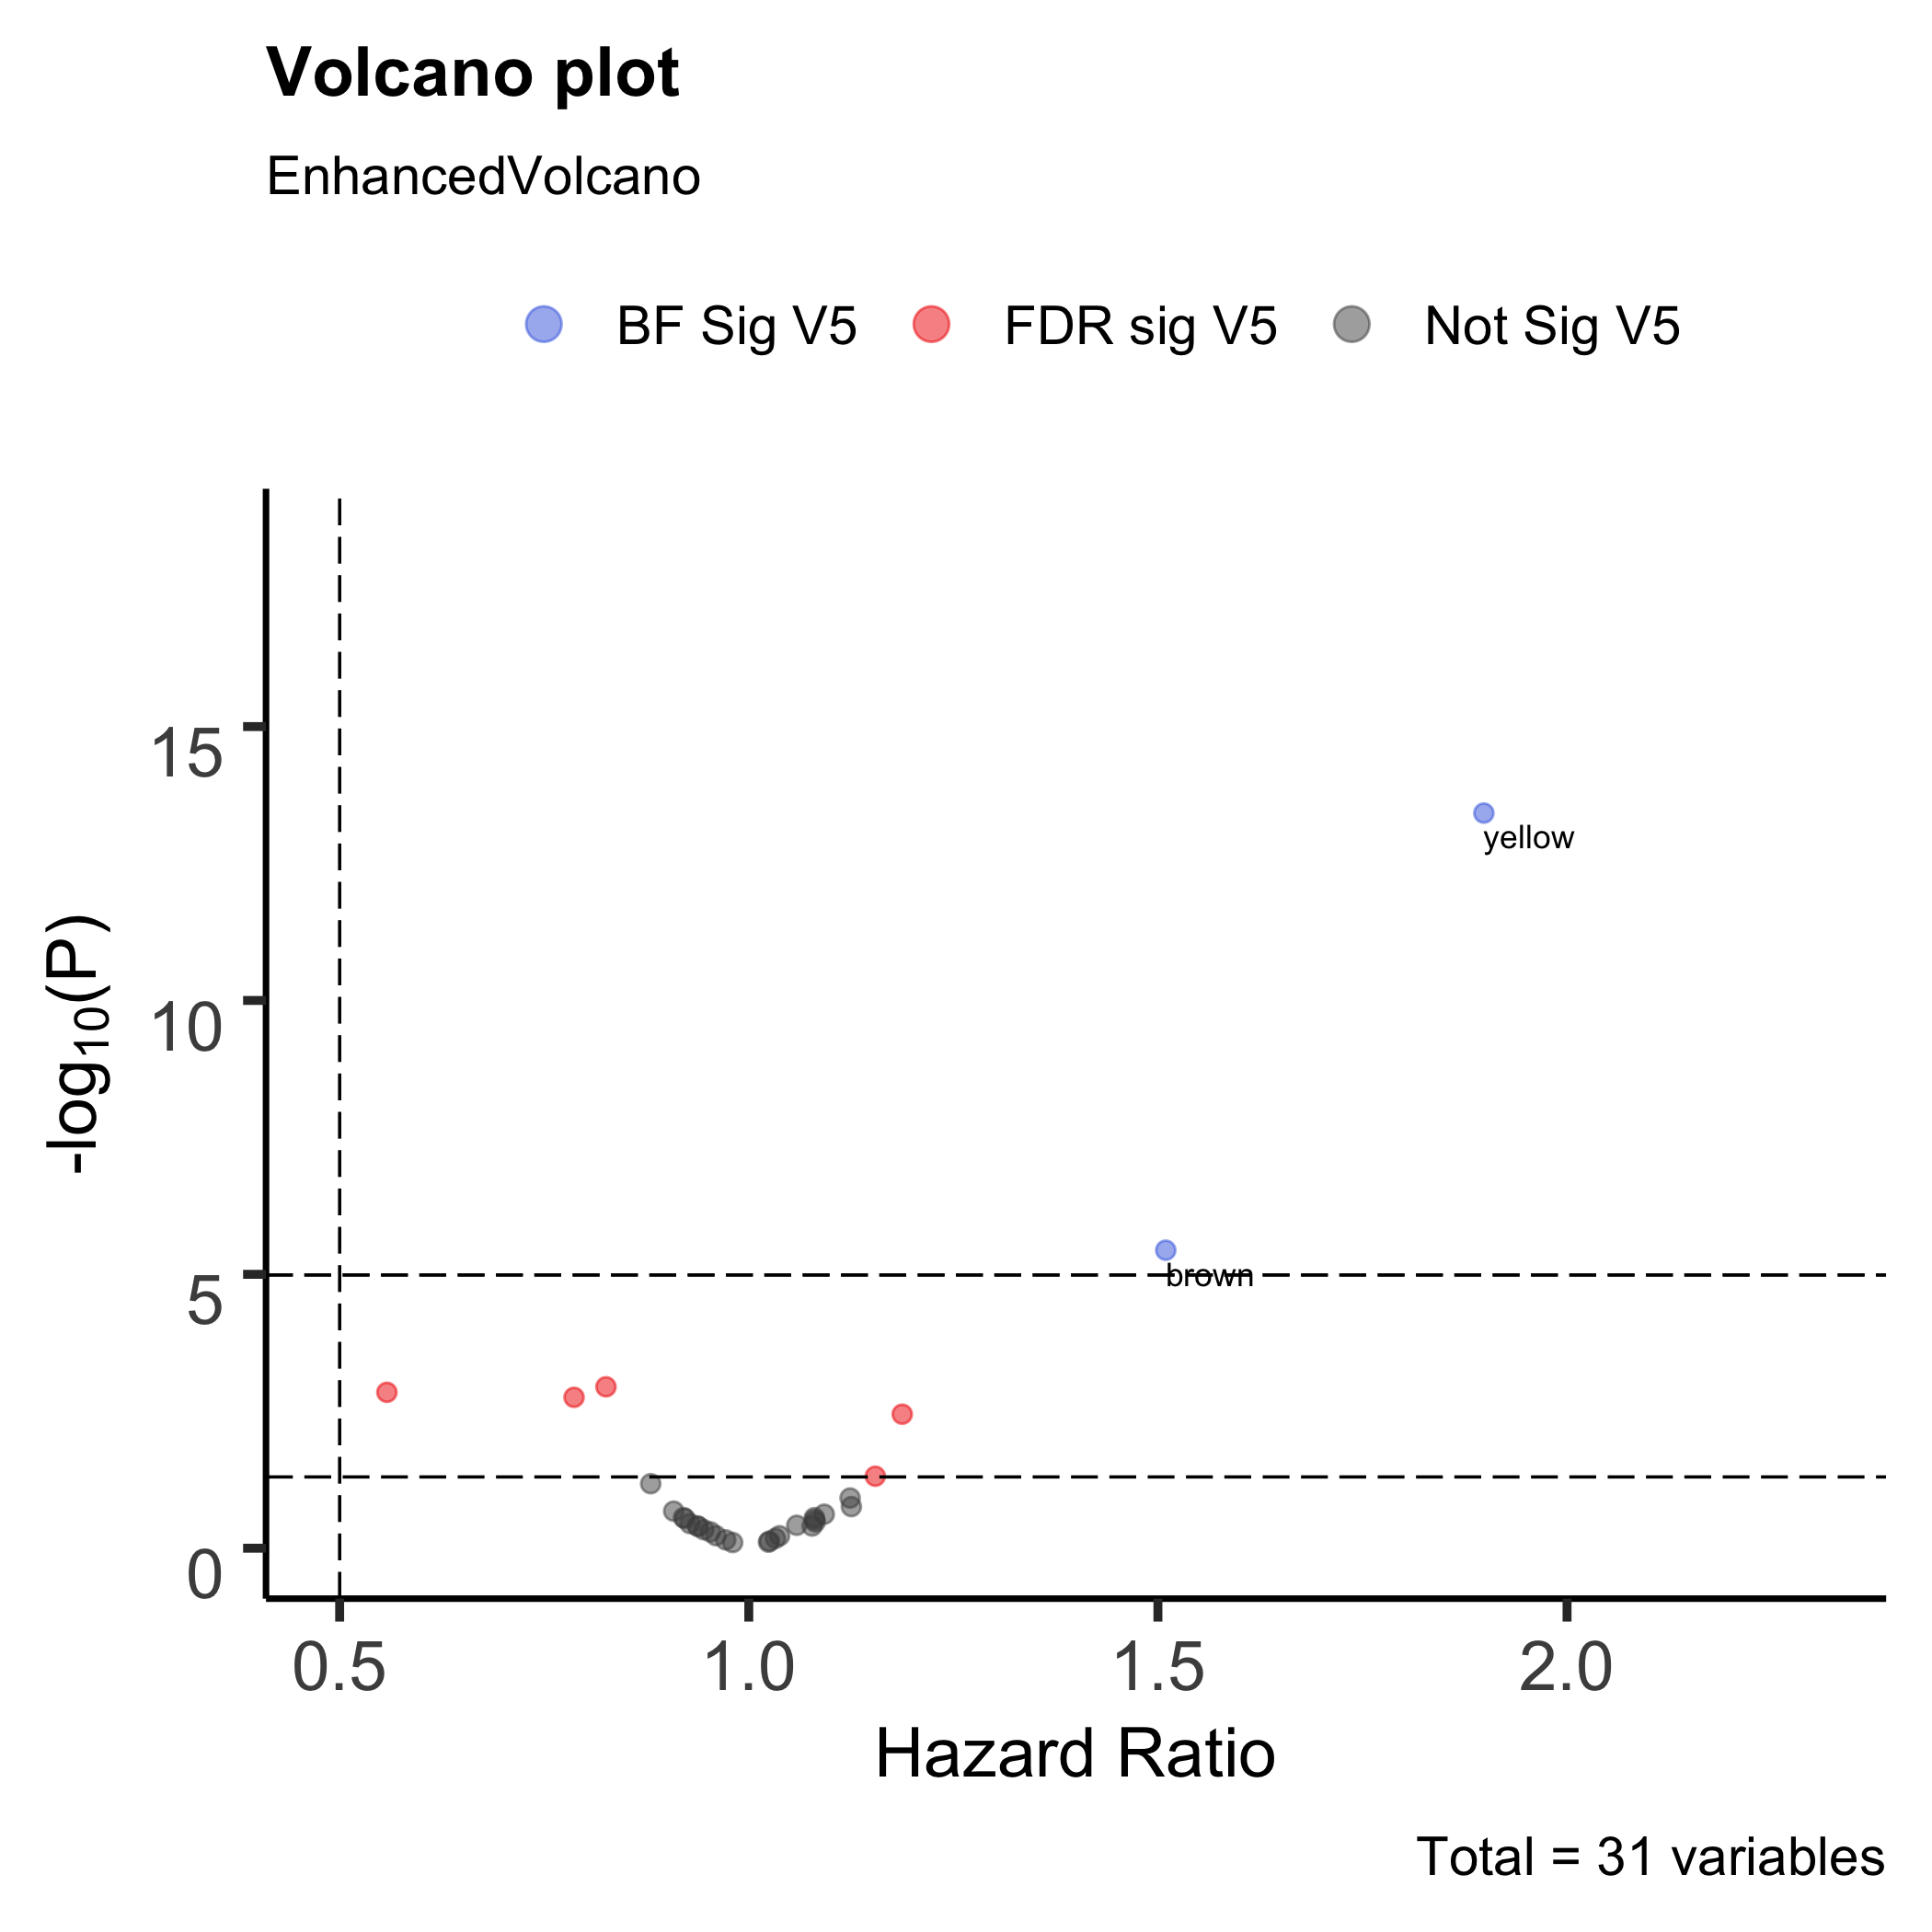 Volcano plot
EnhancedVolcano
BF Sig V5 FDR sig V5 Not Sig V5
15
10
5
0
-log10(P)
yellow
brown
0.5 1.0 1.5 2.0
Hazard Ratio
Total = 31 variables